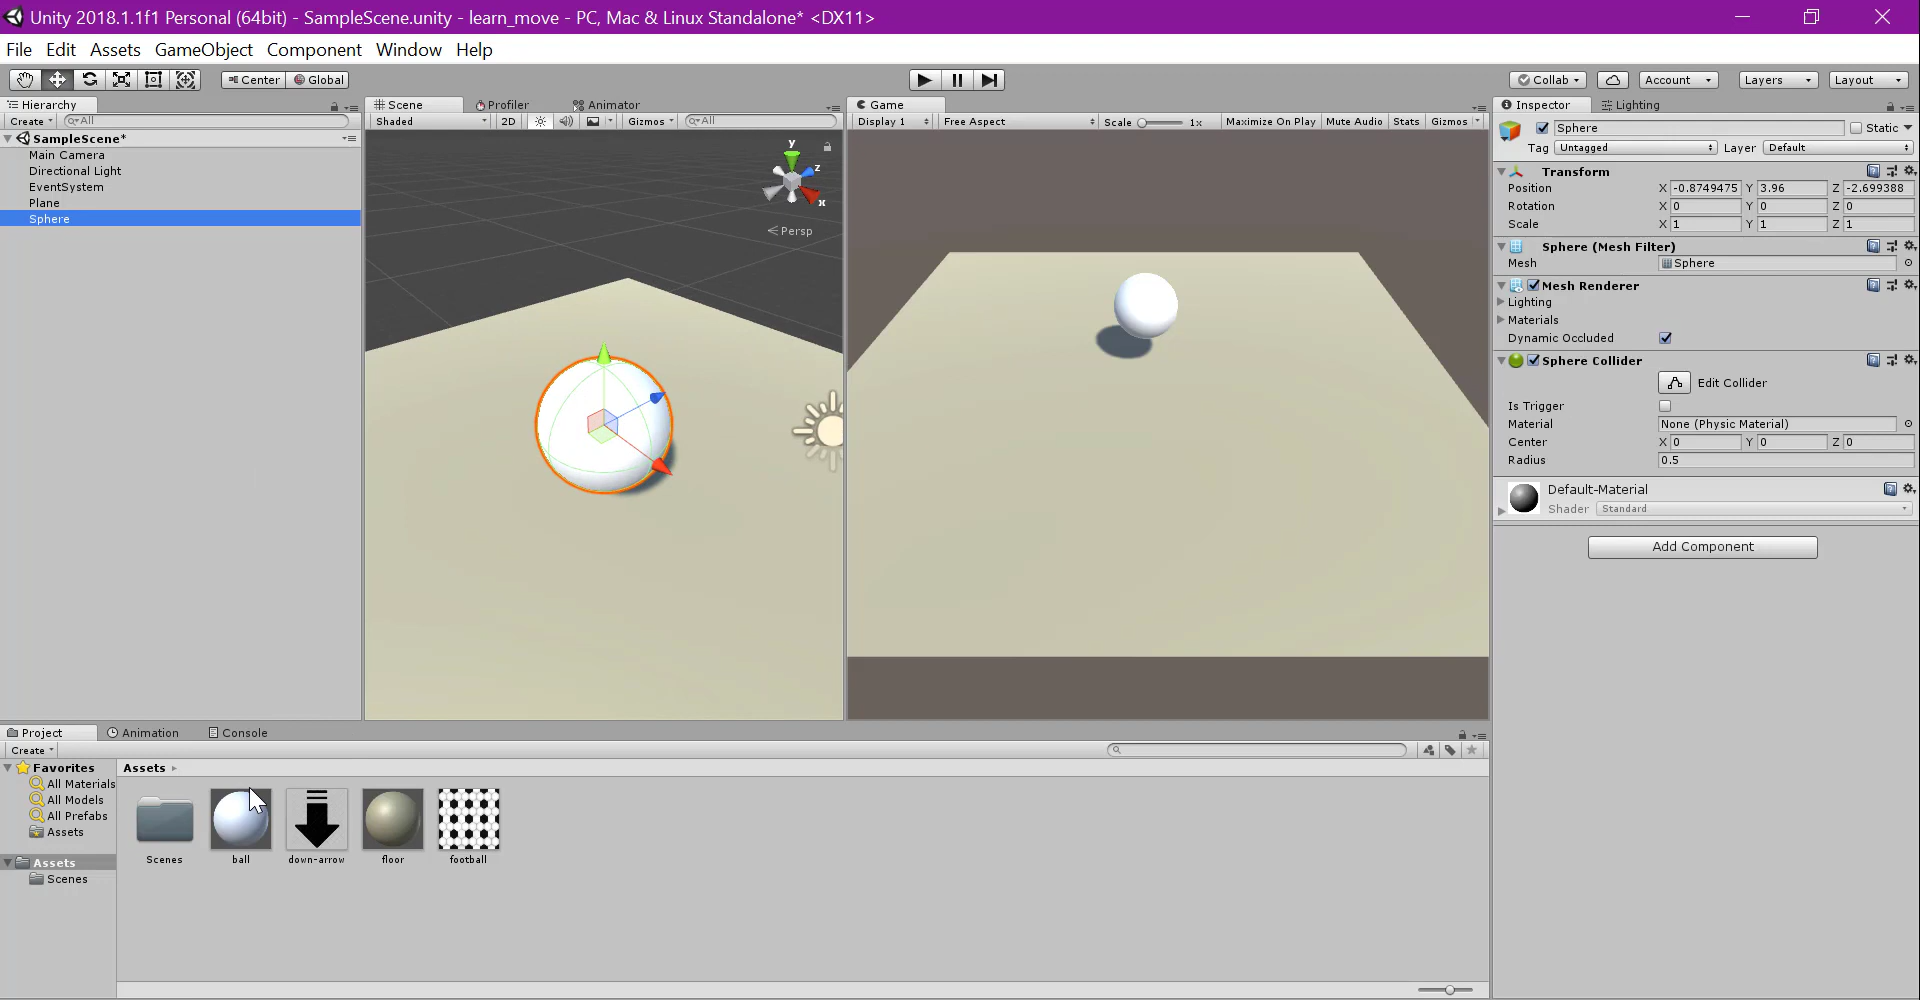 Unity 2018.1.1f1 Personal (64bit) - SampleScene.unity - learn_move - PC, Mac & Linux Standalone* <DX11>
File Edit Assets GameObject Component Window Help
Center Global Collab Account Layers Layout
Hierarchy
Create All
SampleScene*
Main Camera
Directional Light
EventSystem
Plane
Sphere
Scene Profiler Animator
Shaded 2D Gizmos All
y
z
x
Persp
Game
Display 1 Free Aspect Scale 1x Maximize On Play Mute Audio Stats Gizmos
Inspector Lighting
Sphere Static
Tag Untagged Layer Default
Transform
Position X -0.8749475 Y 3.96 Z -2.699388
Rotation X 0 Y 0 Z 0
Scale X 1 Y 1 Z 1
Sphere (Mesh Filter)
Mesh Sphere
Mesh Renderer
Lighting
Materials
Dynamic Occluded
Sphere Collider
Edit Collider
Is Trigger
Material None (Physic Material)
Center X 0 Y 0 Z 0
Radius 0.5
Default-Material
Shader Standard
Add Component
Project Animation Console
Create
Favorites
All Materials
All Models
All Prefabs
Assets
Assets
Scenes
Assets
Scenes ball down-arrow floor football